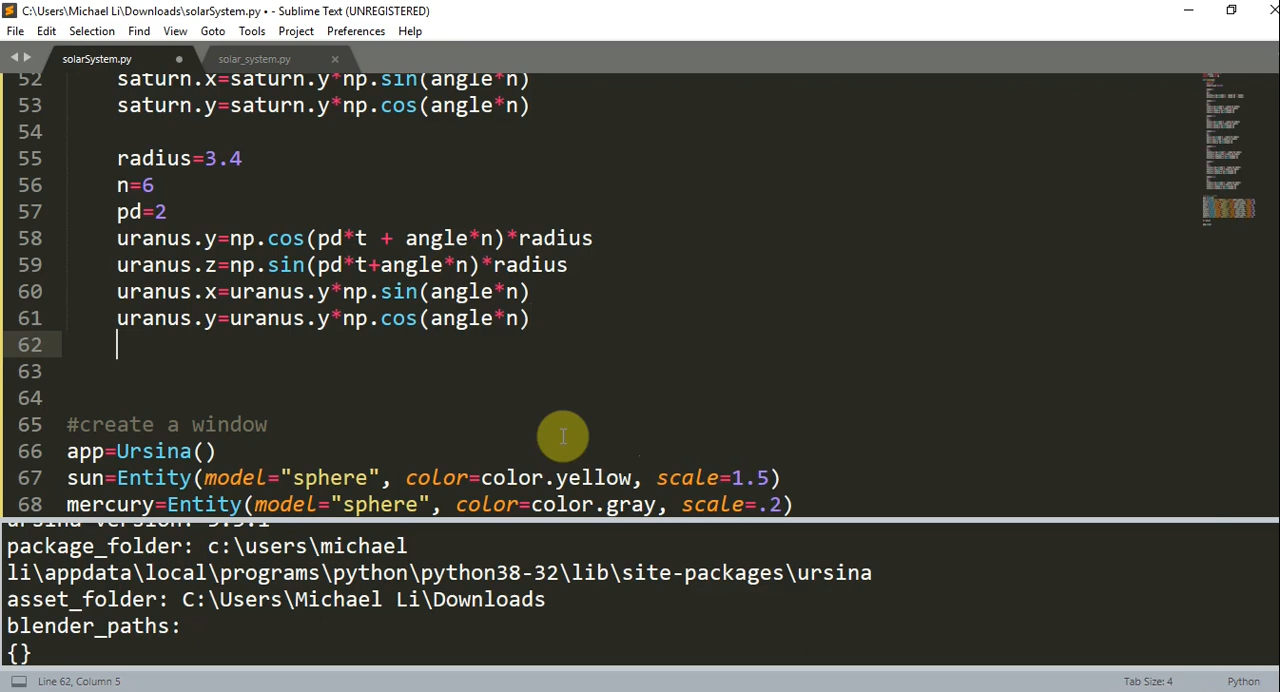 C:\Users\Michael Li\Downloads\solarSystem.py • - Sublime Text (UNREGISTERED)
File Edit Selection Find View Goto Tools Project Preferences Help
solarSystem.py solar_system.py
52 saturn.x=saturn.y*np.sin(angle*n)
53 saturn.y=saturn.y*np.cos(angle*n)
54
55 radius=3.4
56 n=6
57 pd=2
58 uranus.y=np.cos(pd*t + angle*n)*radius
59 uranus.z=np.sin(pd*t+angle*n)*radius
60 uranus.x=uranus.y*np.sin(angle*n)
61 uranus.y=uranus.y*np.cos(angle*n)
62
63
64
65 #create a window
66 app=Ursina()
67 sun=Entity(model="sphere", color=color.yellow, scale=1.5)
68 mercury=Entity(model="sphere", color=color.gray, scale=.2)
package_folder: c:\users\michael
li\appdata\local\programs\python\python38-32\lib\site-packages\ursina
asset_folder: C:\Users\Michael Li\Downloads
blender_paths:
{}
Line 62, Column 5 Tab Size: 4 Python